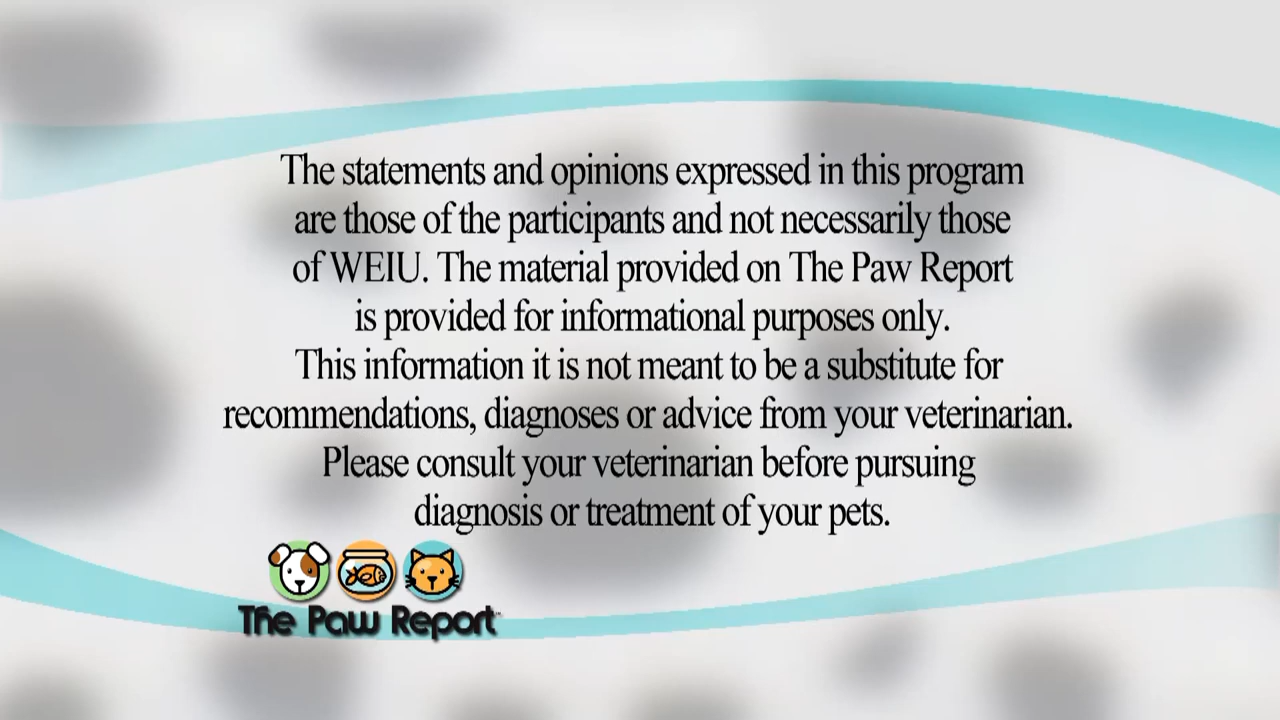 The statements and opinions expressed in this program
are those of the participants and not necessarily those
of WEIU. The material provided on The Paw Report
is provided for informational purposes only.
This information it is not meant to be a substitute for
recommendations, diagnoses or advice from your veterinarian.
Please consult your veterinarian before pursuing
diagnosis or treatment of your pets.
The Paw Report